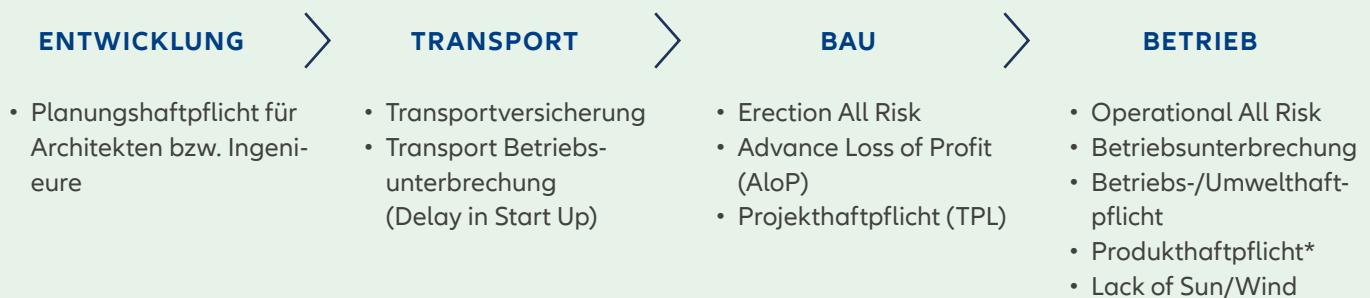 ENTWICKLUNG
• Planungshaftpflicht für
Architekten bzw. Ingeni-
eure
TRANSPORT
• Transportversicherung
• Transport Betriebs-
unterbrechung
(Delay in Start Up)
BAU
• Erection All Risk
• Advance Loss of Profit
(AloP)
• Projekthaftpflicht (TPL)
BETRIEB
• Operational All Risk
• Betriebsunterbrechung
• Betriebs-/Umwelthaft-
pflicht
• Produkthaftpflicht*
• Lack of Sun/Wind